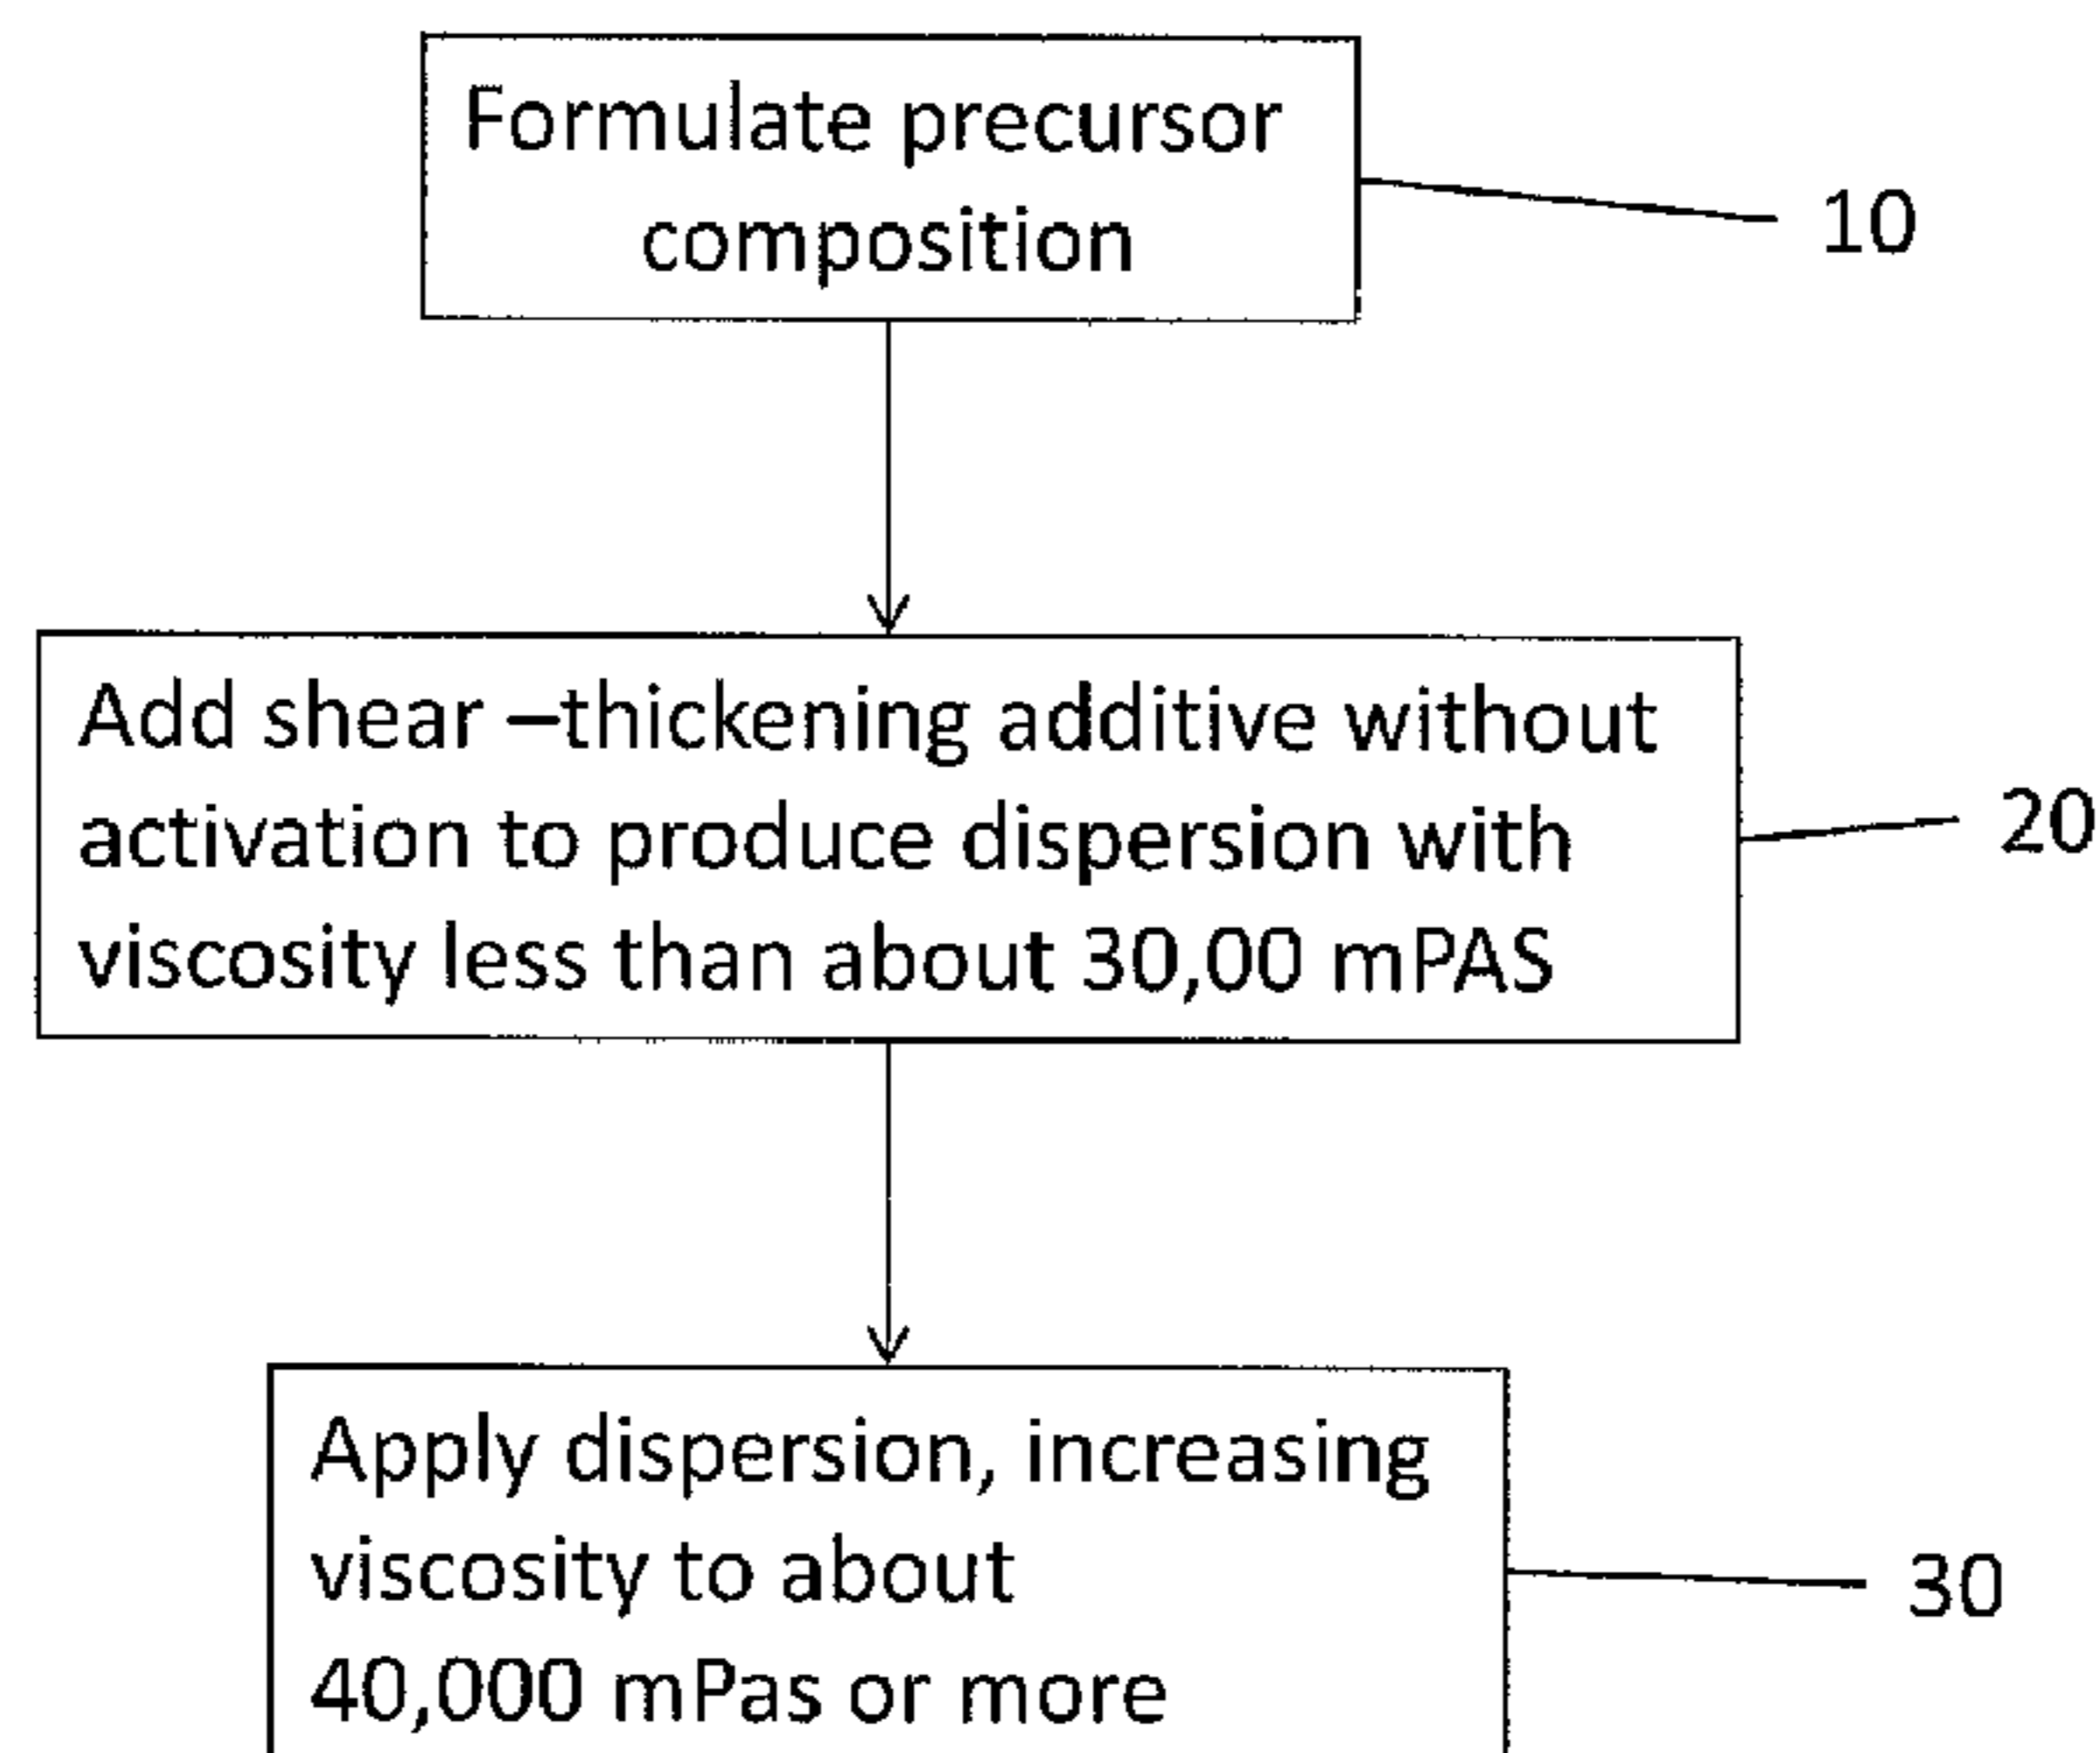 Formulate precursor
composition
10
Add shear –thickening additive without
activation to produce dispersion with
viscosity less than about 30,00 mPAS
20
Apply dispersion, increasing
viscosity to about
40,000 mPas or more
30